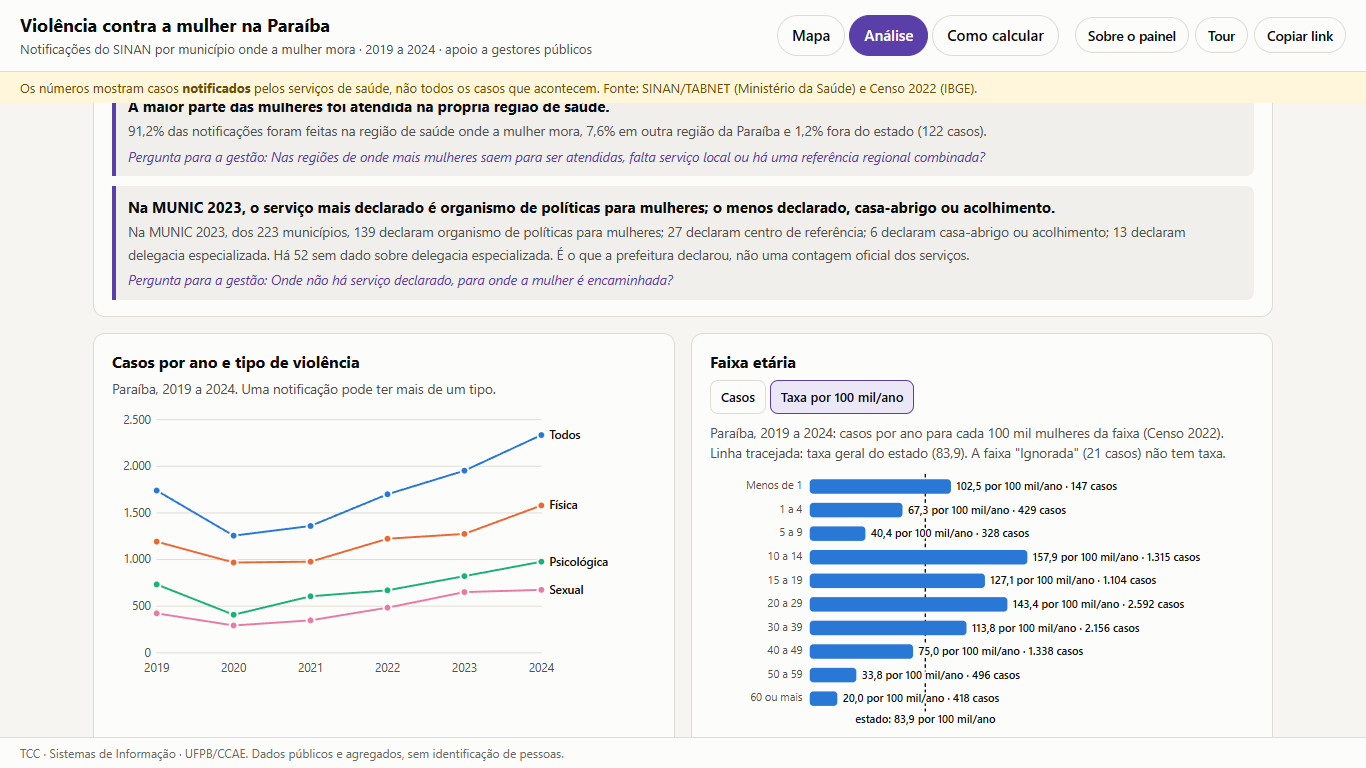 Violência contra a mulher na Paraíba
Notificações do SINAN por município onde a mulher mora · 2019 a 2024 · apoio a gestores públicos
Mapa
Análise
Como calcular
Sobre o painel
Tour
Copiar link
Os números mostram casos notificados pelos serviços de saúde, não todos os casos que acontecem. Fonte: SINAN/TABNET (Ministério da Saúde) e Censo 2022 (IBGE).
A maior parte das mulheres foi atendida na própria região de saúde.
91,2% das notificações foram feitas na região de saúde onde a mulher mora, 7,6% em outra região da Paraíba e 1,2% fora do estado (122 casos).
Pergunta para a gestão: Nas regiões de onde mais mulheres saem para ser atendidas, falta serviço local ou há uma referência regional combinada?
Na MUNIC 2023, o serviço mais declarado é organismo de políticas para mulheres; o menos declarado, casa-abrigo ou acolhimento.
Na MUNIC 2023, dos 223 municípios, 139 declaram organismo de políticas para mulheres; 27 declaram centro de referência; 6 declaram casa-abrigo ou acolhimento; 13 declaram
delegacia especializada. Há 52 sem dado sobre delegacia especializada. É o que a prefeitura declarou, não uma contagem oficial dos serviços.
Pergunta para a gestão: Onde não há serviço declarado, para onde a mulher é encaminhada?
Casos por ano e tipo de violência
Paraíba, 2019 a 2024. Uma notificação pode ter mais de um tipo.
2.500
2.000
1.500
1.000
500
0
2019 2020 2021 2022 2023 2024
Todos
Física
Psicológica
Sexual
Faixa etária
Casos
Taxa por 100 mil/ano
Paraíba, 2019 a 2024: casos por ano para cada 100 mil mulheres da faixa (Censo 2022).
Linha tracejada: taxa geral do estado (83,9). A faixa "Ignorada" (21 casos) não tem taxa.
Menos de 1 102,5 por 100 mil/ano · 147 casos
1 a 4 67,3 por 100 mil/ano · 429 casos
5 a 9 40,4 por 100 mil/ano · 328 casos
10 a 14 157,9 por 100 mil/ano · 1.315 casos
15 a 19 127,1 por 100 mil/ano · 1.104 casos
20 a 29 143,4 por 100 mil/ano · 2.592 casos
30 a 39 113,8 por 100 mil/ano · 2.156 casos
40 a 49 75,0 por 100 mil/ano · 1.338 casos
50 a 59 33,8 por 100 mil/ano · 496 casos
60 ou mais 20,0 por 100 mil/ano · 418 casos
estado: 83,9 por 100 mil/ano
TCC · Sistemas de Informação · UFPB/CCAE. Dados públicos e agregados, sem identificação de pessoas.